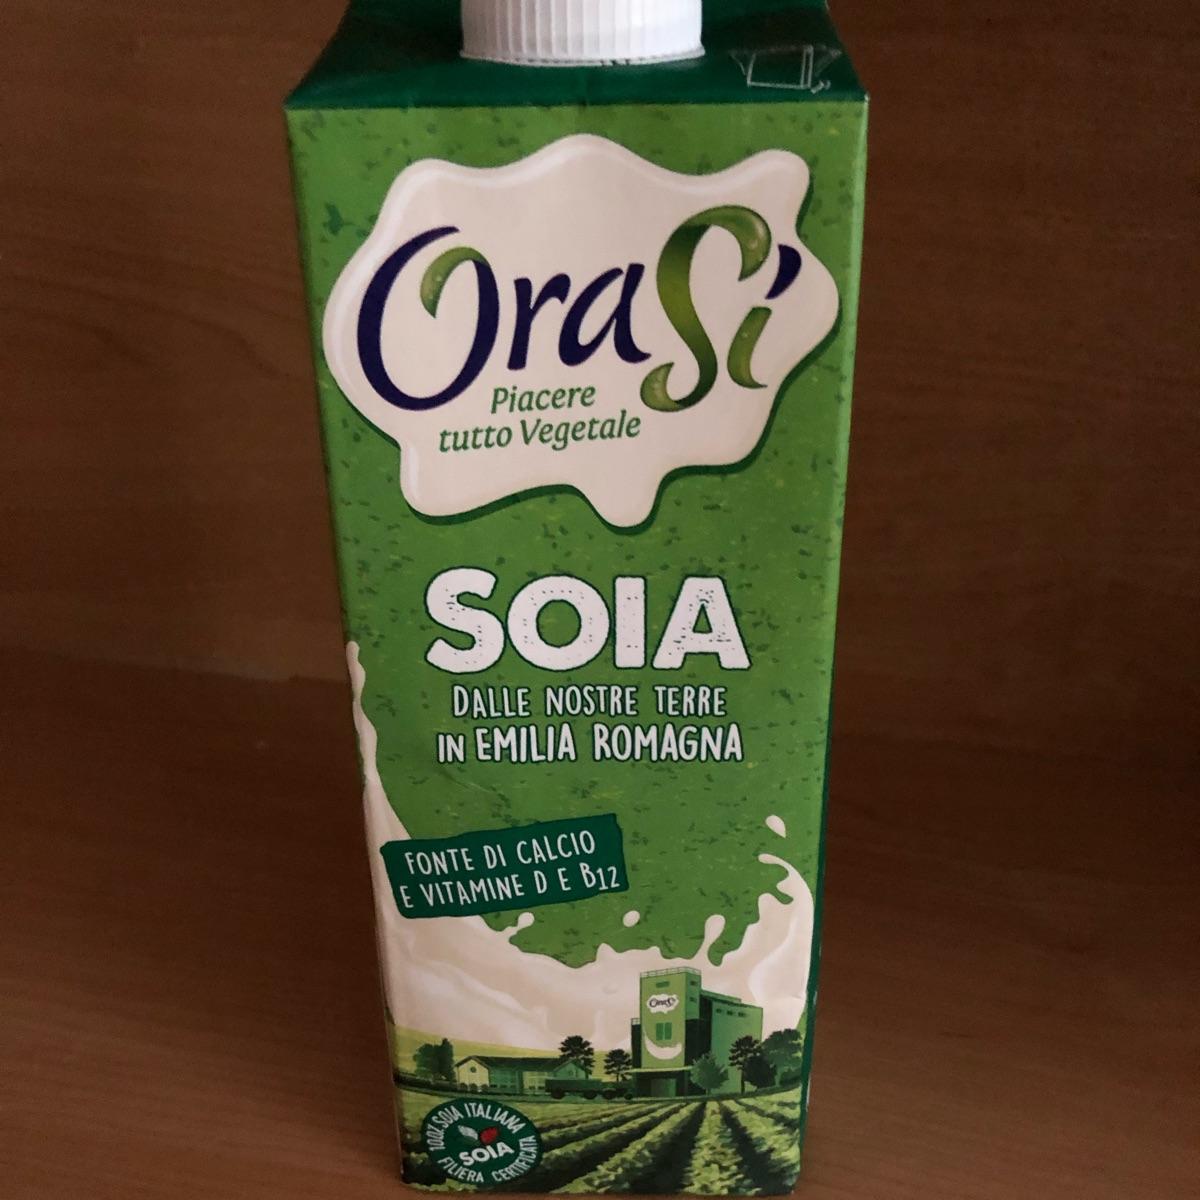 OraSì
Piacere
tutto Vegetale
SOIA
DALLE NOSTRE TERRE
IN EMILIA ROMAGNA
FONTE DI CALCIO
E VITAMINE D E B12
OraSì
100% SOIA ITALIANA
SOIA
FILIERA CERTIFICATA